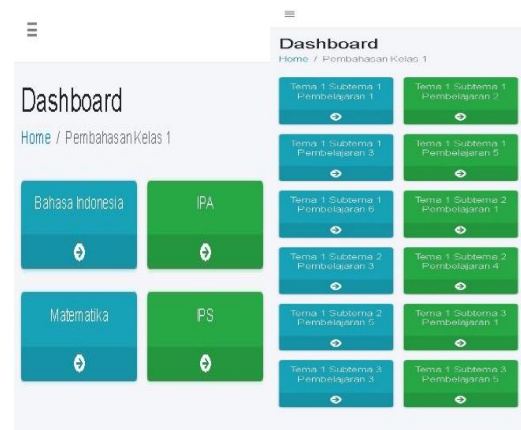 Dashboard
Home / Pembahasan Kelas 1
Bahasa Indonesia
IPA
Matematika
IPS
Dashboard
Home / Pembahasan Kelas 1
Tema 1 Subtema 1
Pembelajaran 1
Tema 1 Subtema 1
Pembelajaran 2
Tema 1 Subtema 1
Pembelajaran 3
Tema 1 Subtema 1
Pembelajaran 5
Tema 1 Subtema 1
Pembelajaran 6
Tema 1 Subtema 2
Pembelajaran 1
Tema 1 Subtema 2
Pembelajaran 3
Tema 1 Subtema 2
Pembelajaran 4
Tema 1 Subtema 2
Pembelajaran 5
Tema 1 Subtema 3
Pembelajaran 1
Tema 1 Subtema 3
Pembelajaran 3
Tema 1 Subtema 3
Pembelajaran 5